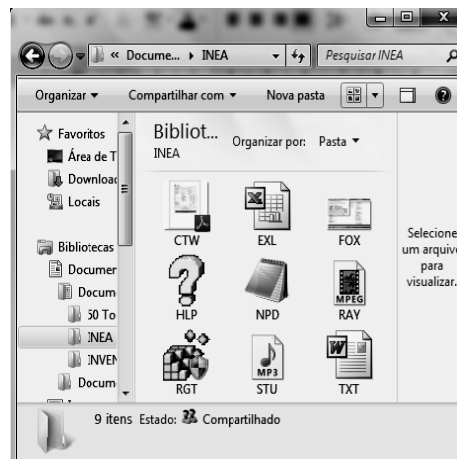 « Docume... ▸ INEA
Pesquisar INEA
Organizar ▾ Compartilhar com ▾ Nova pasta
Favoritos
Área de T
Downloac
Locais
Bibliotecas
Documer
Docum
50 To
INEA
INVEN
Docum
Bibliot...
INEA
Organizar por: Pasta ▾
CTW EXL FOX
HLP NPD RAY
MPEG
RGT STU TXT
MP3
Selecione
um arquivo
para
visualizar.
9 itens Estado: Compartilhado